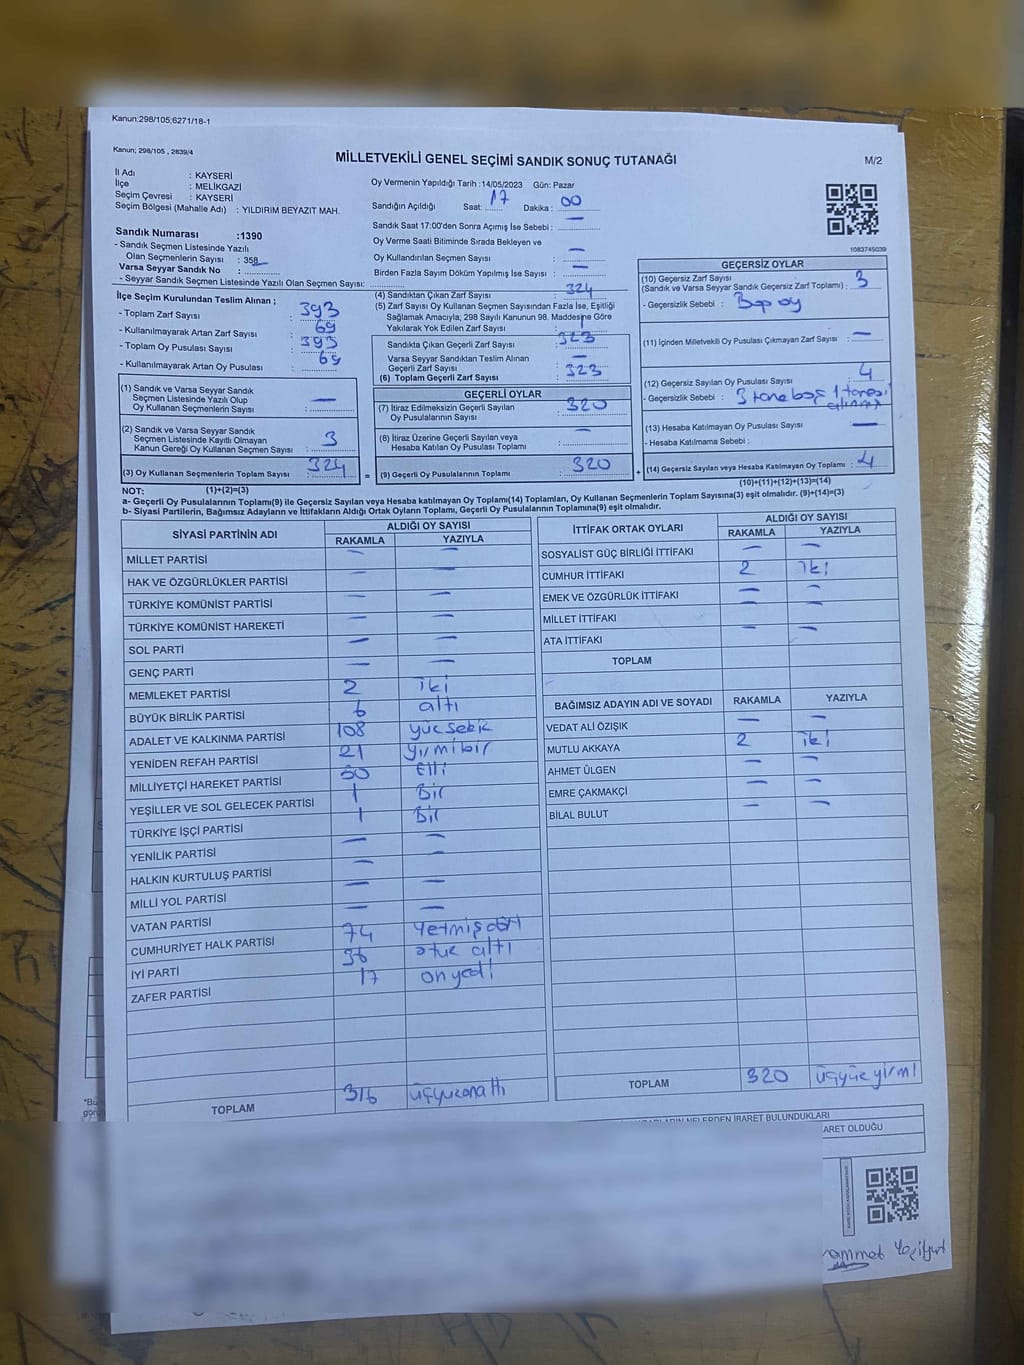 Kanun;298/105;6271/18-1
Kanun; 298/105 , 2839/4
MİLLETVEKİLİ GENEL SEÇİMİ SANDIK SONUÇ TUTANAĞI
M/2
İl Adı : KAYSERİ
İlçe : MELİKGAZİ
Seçim Çevresi : KAYSERİ
Seçim Bölgesi (Mahalle Adı) : YILDIRIM BEYAZIT MAH.
Sandık Numarası :1390
- Sandık Seçmen Listesinde Yazılı
Olan Seçmenlerin Sayısı : 358
Varsa Seyyar Sandık No :
- Seyyar Sandık Seçmen Listesinde Yazılı Olan Seçmen Sayısı:
Oy Vermenin Yapıldığı Tarih :14/05/2023 Gün: Pazar
Sandığın Açıldığı Saat: 17 Dakika : 00
Sandık Saat 17:00'den Sonra Açımış İse Sebebi : —
Oy Verme Saati Bitiminde Sırada Bekleyen ve
Oy Kullandırılan Seçmen Sayısı : —
Birden Fazla Sayım Döküm Yapılmış İse Sayısı : —
1083745039
İlçe Seçim Kurulundan Teslim Alınan ;
- Toplam Zarf Sayısı : 393
- Kullanılmayarak Artan Zarf Sayısı : 69
- Toplam Oy Pusulası Sayısı : 393
- Kullanılmayarak Artan Oy Pusulası : 69
(1) Sandık ve Varsa Seyyar Sandık
Seçmen Listesinde Yazılı Olup
Oy Kullanan Seçmenlerin Sayısı : —
(2) Sandık ve Varsa Seyyar Sandık
Seçmen Listesinde Kayıtlı Olmayan
Kanun Gereği Oy Kullanan Seçmen Sayısı : 3
(3) Oy Kullanan Seçmenlerin Toplam Sayısı : 324
(1)+(2)=(3)
(4) Sandıktan Çıkan Zarf Sayısı : 324
(5) Zarf Sayısı Oy Kullanan Seçmen Sayısından Fazla İse, Eşitliği
Sağlamak Amacıyla; 298 Sayılı Kanunun 98. Maddesine Göre
Yakılarak Yok Edilen Zarf Sayısı : 1
Sandıkta Çıkan Geçerli Zarf Sayısı : 323
Varsa Seyyar Sandıktan Teslim Alınan
Geçerli Zarf Sayısı : —
(6) Toplam Geçerli Zarf Sayısı : 323
GEÇERLİ OYLAR
(7) İtiraz Edilmeksizin Geçerli Sayılan
Oy Pusulalarının Sayısı : 320
(8) İtiraz Üzerine Geçerli Sayılan veya
Hesaba Katılan Oy Pusulası Toplamı : —
= (9) Geçerli Oy Pusulalarının Toplamı : 320 +
GEÇERSİZ OYLAR
(10) Geçersiz Zarf Sayısı
(Sandık ve Varsa Seyyar Sandık Geçersiz Zarf Toplamı) : 3
- Geçersizlik Sebebi : Boş oy
(11) İçinden Milletvekili Oy Pusulası Çıkmayan Zarf Sayısı : —
(12) Geçersiz Sayılan Oy Pusulası Sayısı : 4
- Geçersizlik Sebebi : 3 tane boş 1 tanesi
(13) Hesaba Katılmayan Oy Pusulası Sayısı : —
- Hesaba Katılmama Sebebi :
(14) Geçersiz Sayılan veya Hesaba Katılmayan Oy Toplamı : 4
(10)+(11)+(12)+(13)=(14)
NOT:
a- Geçerli Oy Pusulalarının Toplamı(9) ile Geçersiz Sayılan veya Hesaba katılmayan Oy Toplamı(14) Toplamları, Oy Kullanan Seçmenlerin Toplam Sayısına(3) eşit olmalıdır. (9)+(14)=(3)
b- Siyasi Partilerin, Bağımsız Adayların ve İttifakların Aldığı Ortak Oyların Toplamı, Geçerli Oy Pusulalarının Toplamına(9) eşit olmalıdır.
SİYASİ PARTİNİN ADI ALDIĞI OY SAYISI
RAKAMLA YAZIYLA
MİLLET PARTİSİ — —
HAK VE ÖZGÜRLÜKLER PARTİSİ — —
TÜRKİYE KOMÜNİST PARTİSİ — —
TÜRKİYE KOMÜNİST HAREKETİ — —
SOL PARTİ — —
GENÇ PARTİ — —
MEMLEKET PARTİSİ 2 iki
BÜYÜK BİRLİK PARTİSİ 6 altı
ADALET VE KALKINMA PARTİSİ 108 yüz sekiz
YENİDEN REFAH PARTİSİ 21 yirmibir
MİLLİYETÇİ HAREKET PARTİSİ 50 Elli
YEŞİLLER VE SOL GELECEK PARTİSİ 1 Bir
TÜRKİYE İŞÇİ PARTİSİ 1 Bir
YENİLİK PARTİSİ — —
HALKIN KURTULUŞ PARTİSİ — —
MİLLİ YOL PARTİSİ — —
VATAN PARTİSİ — —
CUMHURİYET HALK PARTİSİ 74 Yetmiş dört
İYİ PARTİ 36 otuz altı
ZAFER PARTİSİ 17 on yedi
TOPLAM 316 üçyüzonaltı
İTTİFAK ORTAK OYLARI ALDIĞI OY SAYISI
RAKAMLA YAZIYLA
SOSYALİST GÜÇ BİRLİĞİ İTTİFAKI — —
CUMHUR İTTİFAKI 2 iki
EMEK VE ÖZGÜRLÜK İTTİFAKI — —
MİLLET İTTİFAKI — —
ATA İTTİFAKI — —
TOPLAM
BAĞIMSIZ ADAYIN ADI VE SOYADI RAKAMLA YAZIYLA
VEDAT ALİ ÖZIŞIK — —
MUTLU AKKAYA 2 iki
AHMET ÜLGEN — —
EMRE ÇAKMAKÇİ — —
BİLAL BULUT — —
TOPLAM 320 üçyüz yirmi
NELERDEN İBARET BULUNDUKLARI
ARET OLDUĞU